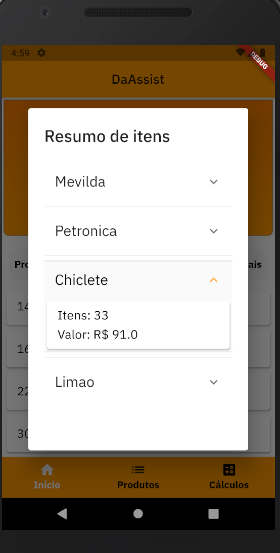 4:59
DEBUG
DaAssist
Resumo de itens
Mevilda
Petronica
Chiclete
Itens: 33
Valor: R$ 91.0
Limao
Início
Produtos
Cálculos